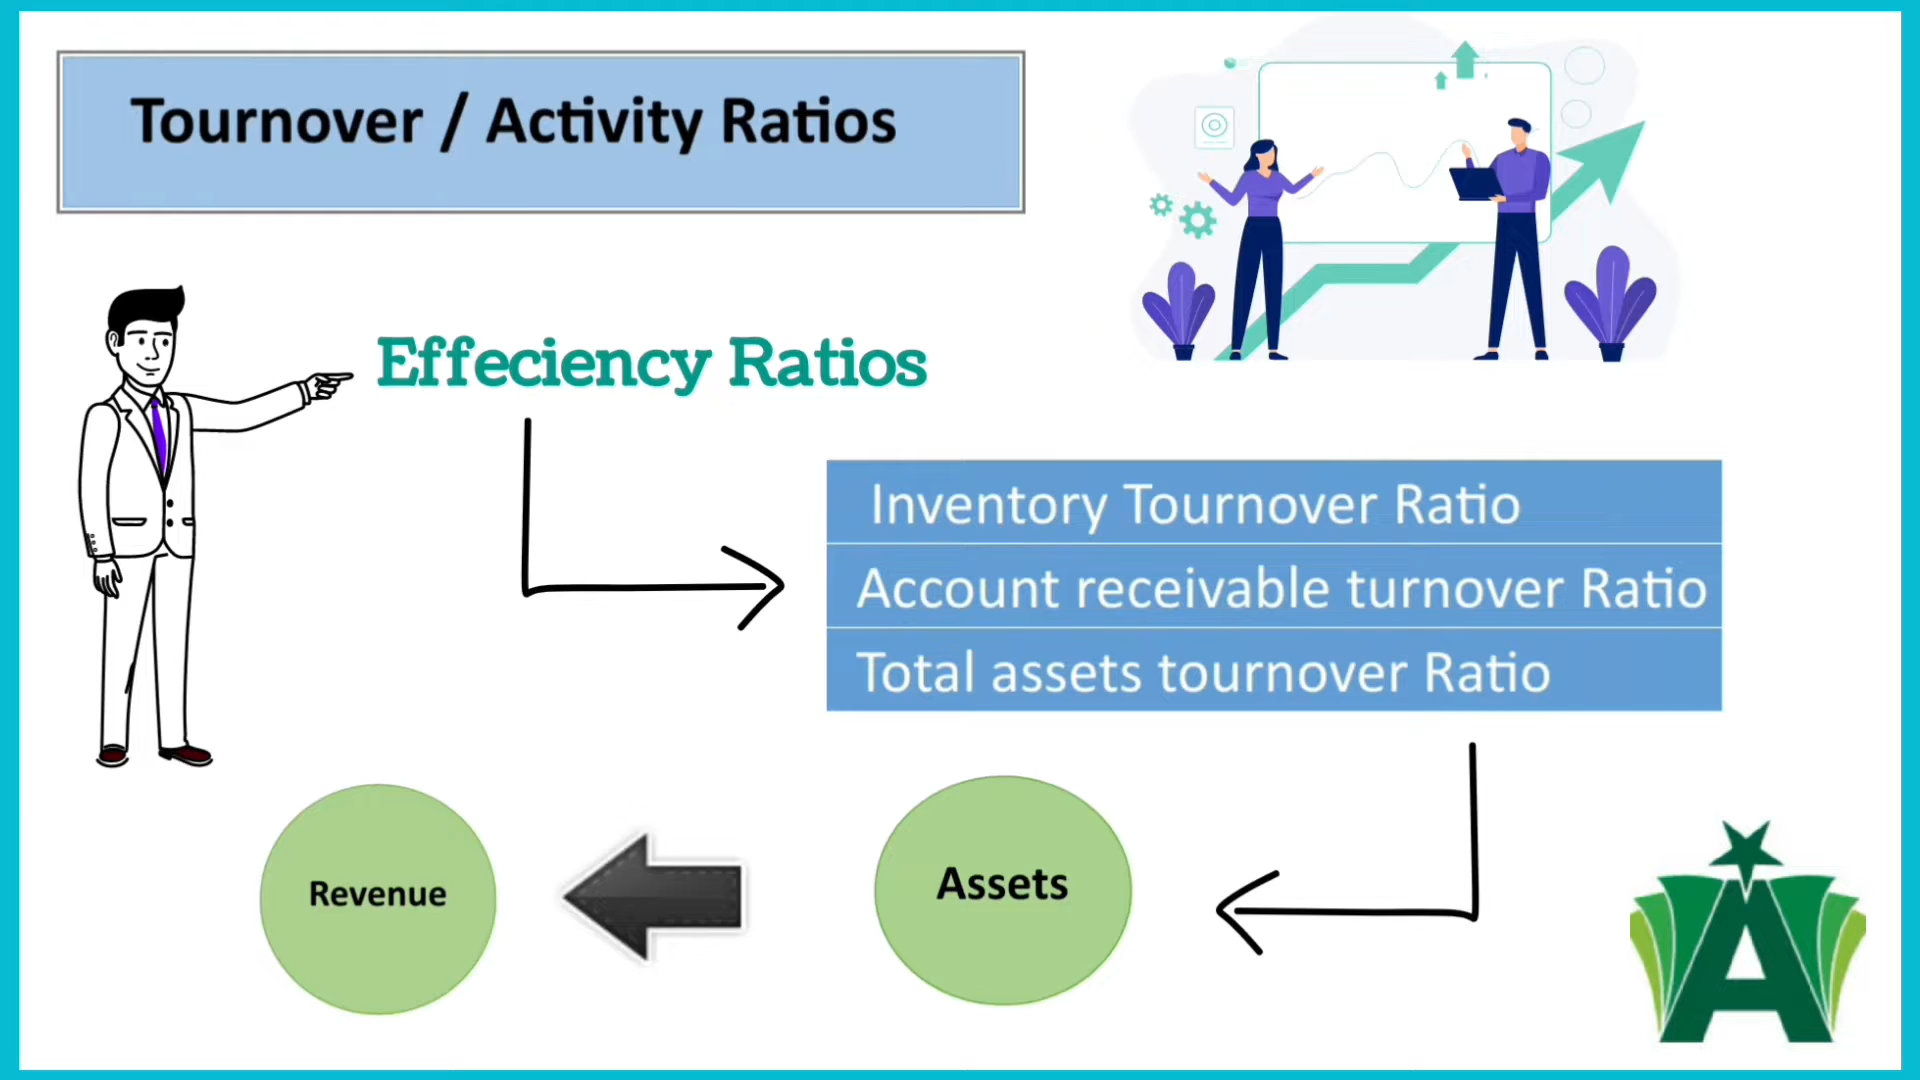 Tournover / Activity Ratios
Effeciency Ratios
Inventory Tournover Ratio
Account receivable turnover Ratio
Total assets tournover Ratio
Revenue
Assets
A